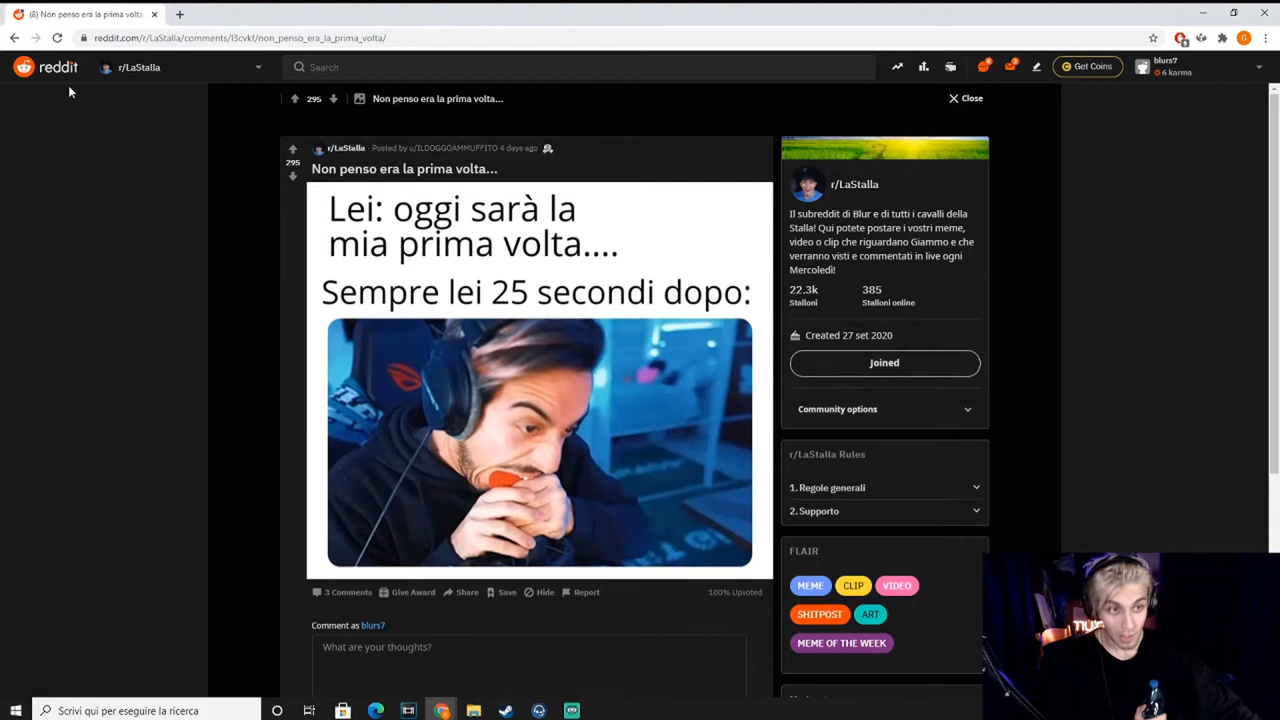 (8) Non penso era la prima volta
reddit.com/r/LaStalla/comments/l3cvkf/non_penso_era_la_prima_volta/
reddit
r/LaStalla
Search
Get Coins
blurs7
6 karma
295
Non penso era la prima volta...
Close
r/LaStalla · Posted by u/ILDOGGOAMMUFFITO 4 days ago
295
Non penso era la prima volta...
Lei: oggi sarà la
mia prima volta....
Sempre lei 25 secondi dopo:
3 Comments
Give Award
Share
Save
Hide
Report
100% Upvoted
Comment as blurs7
What are your thoughts?
r/LaStalla
Il subreddit di Blur e di tutti i cavalli della
Stalla! Qui potete postare i vostri meme,
video o clip che riguardano Giammo e che
verranno visti e commentati in live ogni
Mercoledì!
22.3k
385
Stalloni
Stalloni online
Created 27 set 2020
Joined
Community options
r/LaStalla Rules
1. Regole generali
2. Supporto
FLAIR
MEME
CLIP
VIDEO
SHITPOST
ART
MEME OF THE WEEK
Scrivi qui per eseguire la ricerca